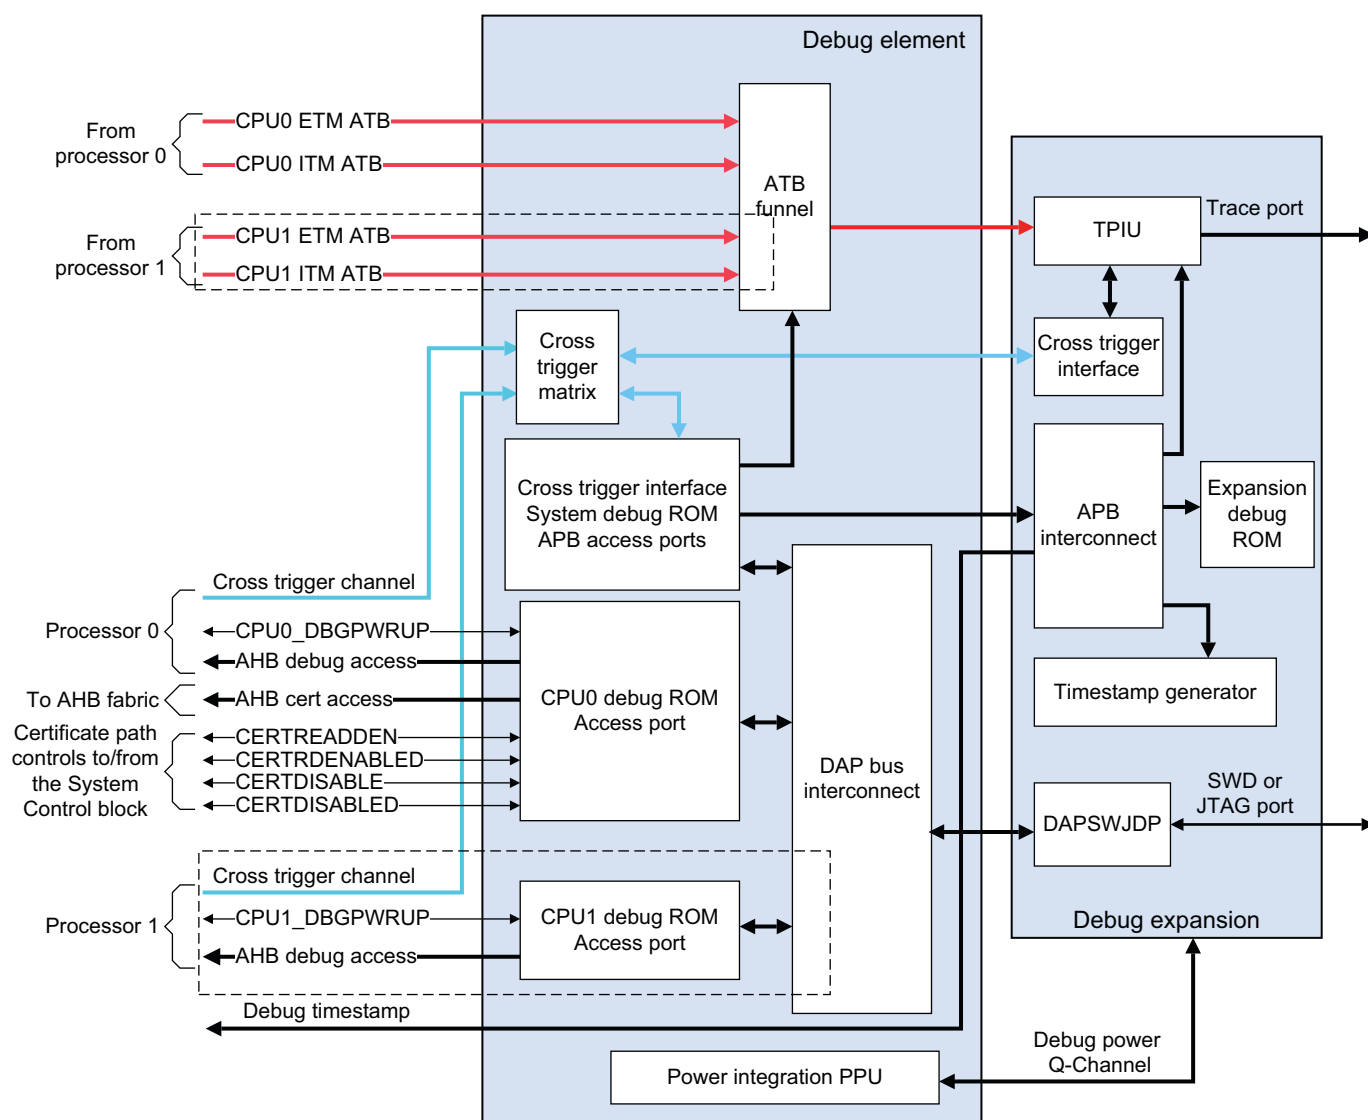 Debug element
From
processor 0
CPU0 ETM ATB
CPU0 ITM ATB
ATB
funnel
From
processor 1
CPU1 ETM ATB
CPU1 ITM ATB
TPIU
Trace port
Cross
trigger
matrix
Cross trigger
interface
Cross trigger interface
System debug ROM
APB access ports
APB
interconnect
Expansion
debug
ROM
Timestamp generator
Processor 0
Cross trigger channel
CPU0_DBGPWRUP
AHB debug access
To AHB fabric
AHB cert access
Certificate path
controls to/from
the System
Control block
CERTREADDEN
CERTRDENABLED
CERTDISABLE
CERTDISABLED
CPU0 debug ROM
Access port
DAP bus
interconnect
DAPSWJDP
SWD or
JTAG port
Processor 1
Cross trigger channel
CPU1_DBGPWRUP
AHB debug access
CPU1 debug ROM
Access port
Debug expansion
Debug timestamp
Power integration PPU
Debug power
Q-Channel